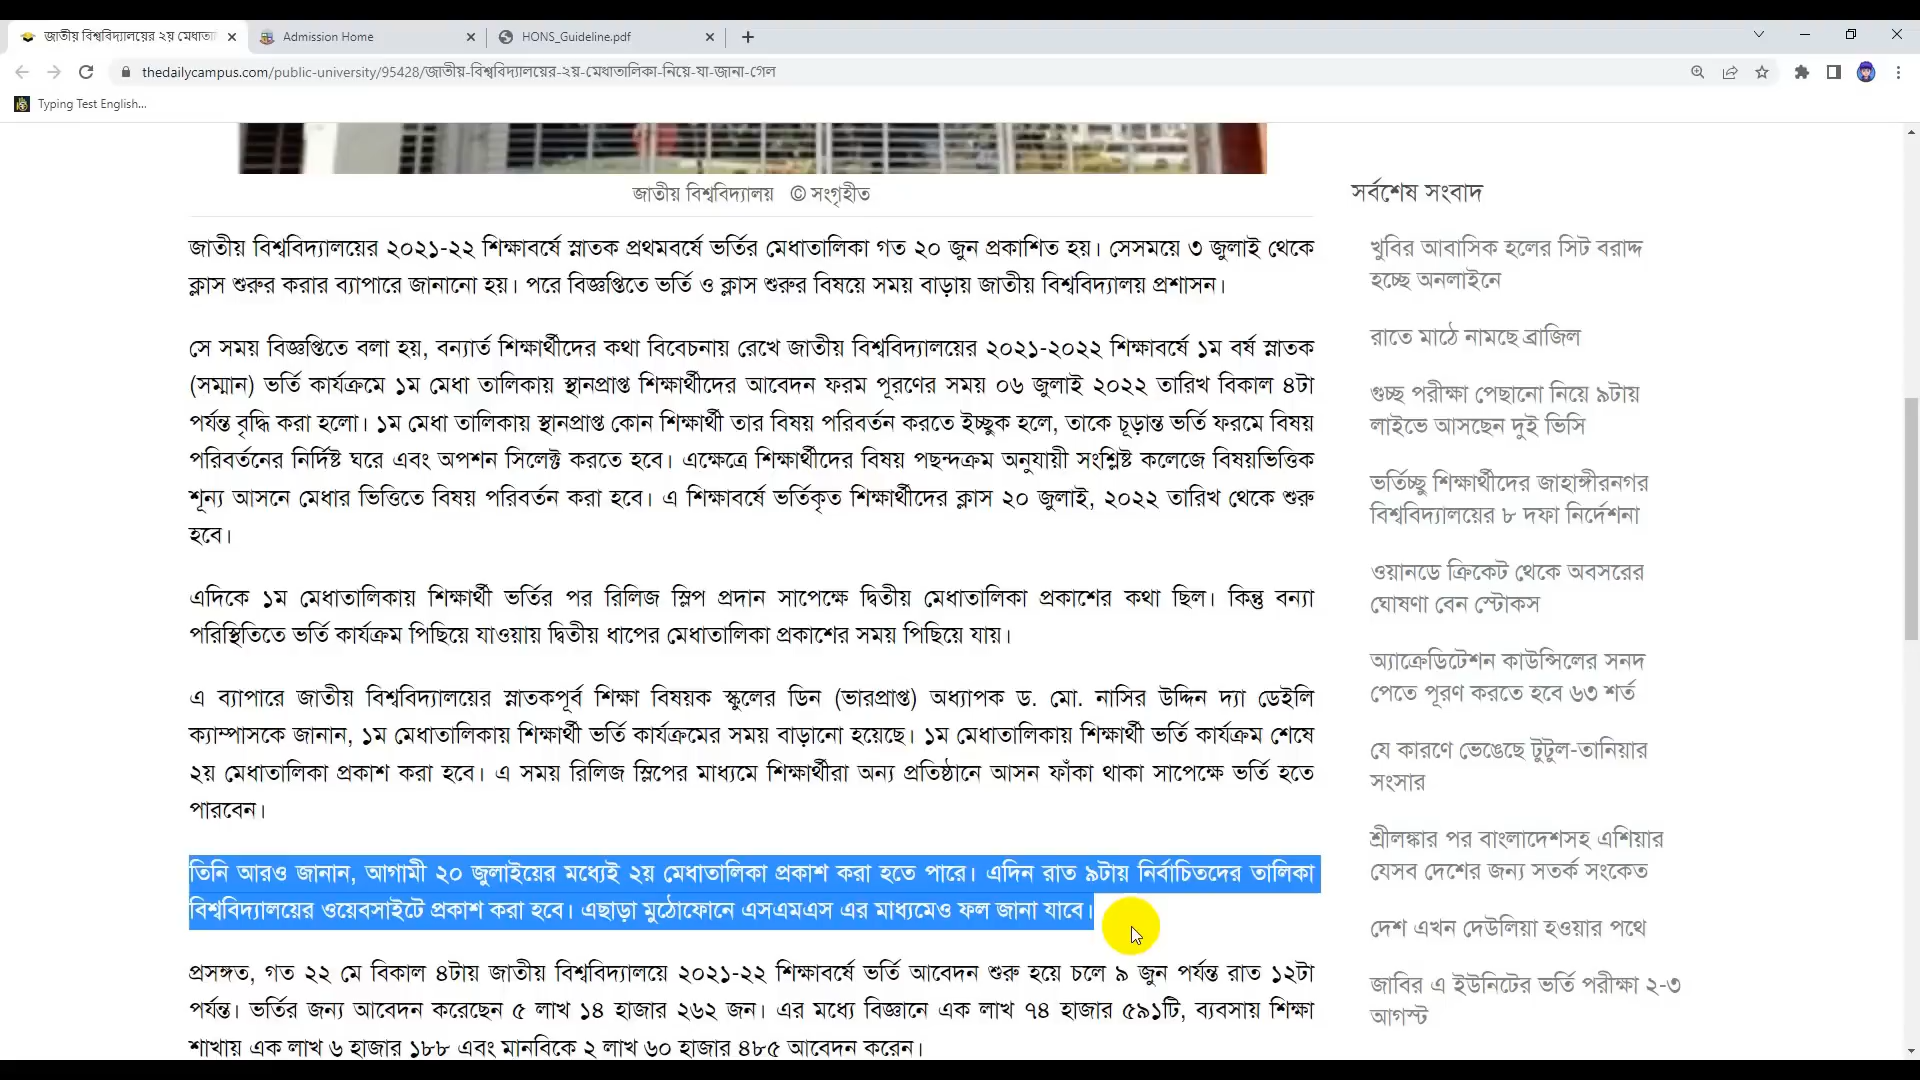 জাতীয় বিশ্ববিদ্যালয়ের ২য় মেধাতা
Admission Home
HONS_Guideline.pdf
thedailycampus.com/public-university/95428/জাতীয়-বিশ্ববিদ্যালয়ের-২য়-মেধাতালিকা-নিয়ে-যা-জানা-গেল
Typing Test English...
জাতীয় বিশ্ববিদ্যালয় © সংগৃহীত
জাতীয় বিশ্ববিদ্যালয়ের ২০২১-২২ শিক্ষাবর্ষে স্নাতক প্রথমবর্ষে ভর্তির মেধাতালিকা গত ২০ জুন প্রকাশিত হয়। সেসময়ে ৩ জুলাই থেকে
ক্লাস শুরুর করার ব্যাপারে জানানো হয়। পরে বিজ্ঞপ্তিতে ভর্তি ও ক্লাস শুরুর বিষয়ে সময় বাড়ায় জাতীয় বিশ্ববিদ্যালয় প্রশাসন।
সে সময় বিজ্ঞপ্তিতে বলা হয়, বন্যার্ত শিক্ষার্থীদের কথা বিবেচনায় রেখে জাতীয় বিশ্ববিদ্যালয়ের ২০২১-২০২২ শিক্ষাবর্ষে ১ম বর্ষ স্নাতক
(সম্মান) ভর্তি কার্যক্রমে ১ম মেধা তালিকায় স্থানপ্রাপ্ত শিক্ষার্থীদের আবেদন ফরম পূরণের সময় ০৬ জুলাই ২০২২ তারিখ বিকাল ৪টা
পর্যন্ত বৃদ্ধি করা হলো। ১ম মেধা তালিকায় স্থানপ্রাপ্ত কোন শিক্ষার্থী তার বিষয় পরিবর্তন করতে ইচ্ছুক হলে, তাকে চূড়ান্ত ভর্তি ফরমে বিষয়
পরিবর্তনের নির্দিষ্ট ঘরে এবং অপশন সিলেক্ট করতে হবে। এক্ষেত্রে শিক্ষার্থীদের বিষয় পছন্দক্রম অনুযায়ী সংশ্লিষ্ট কলেজে বিষয়ভিত্তিক
শূন্য আসনে মেধার ভিত্তিতে বিষয় পরিবর্তন করা হবে। এ শিক্ষাবর্ষে ভর্তিকৃত শিক্ষার্থীদের ক্লাস ২০ জুলাই, ২০২২ তারিখ থেকে শুরু
হবে।
এদিকে ১ম মেধাতালিকায় শিক্ষার্থী ভর্তির পর রিলিজ স্লিপ প্রদান সাপেক্ষে দ্বিতীয় মেধাতালিকা প্রকাশের কথা ছিল। কিন্তু বন্যা
পরিস্থিতিতে ভর্তি কার্যক্রম পিছিয়ে যাওয়ায় দ্বিতীয় ধাপের মেধাতালিকা প্রকাশের সময় পিছিয়ে যায়।
এ ব্যাপারে জাতীয় বিশ্ববিদ্যালয়ের স্নাতকপূর্ব শিক্ষা বিষয়ক স্কুলের ডিন (ভারপ্রাপ্ত) অধ্যাপক ড. মো. নাসির উদ্দিন দ্যা ডেইলি
ক্যাম্পাসকে জানান, ১ম মেধাতালিকায় শিক্ষার্থী ভর্তি কার্যক্রমের সময় বাড়ানো হয়েছে। ১ম মেধাতালিকায় শিক্ষার্থী ভর্তি কার্যক্রম শেষে
২য় মেধাতালিকা প্রকাশ করা হবে। এ সময় রিলিজ স্লিপের মাধ্যমে শিক্ষার্থীরা অন্য প্রতিষ্ঠানে আসন ফাঁকা থাকা সাপেক্ষে ভর্তি হতে
পারবেন।
তিনি আরও জানান, আগামী ২০ জুলাইয়ের মধ্যেই ২য় মেধাতালিকা প্রকাশ করা হতে পারে। এদিন রাত ৯টায় নির্বাচিতদের তালিকা
বিশ্ববিদ্যালয়ের ওয়েবসাইটে প্রকাশ করা হবে। এছাড়া মুঠোফোনে এসএমএস এর মাধ্যমেও ফল জানা যাবে।
প্রসঙ্গত, গত ২২ মে বিকাল ৪টায় জাতীয় বিশ্ববিদ্যালয়ে ২০২১-২২ শিক্ষাবর্ষে ভর্তি আবেদন শুরু হয়ে চলে ৯ জুন পর্যন্ত রাত ১২টা
পর্যন্ত। ভর্তির জন্য আবেদন করেছেন ৫ লাখ ১৪ হাজার ২৬২ জন। এর মধ্যে বিজ্ঞানে এক লাখ ৭৪ হাজার ৫৯১টি, ব্যবসায় শিক্ষা
শাখায় এক লাখ ৬ হাজার ১৮৮ এবং মানবিকে ২ লাখ ৬০ হাজার ৪৮৫ আবেদন করেন।
সর্বশেষ সংবাদ
খুবির আবাসিক হলের সিট বরাদ্দ
হচ্ছে অনলাইনে
রাতে মাঠে নামছে ব্রাজিল
গুচ্ছ পরীক্ষা পেছানো নিয়ে ৯টায়
লাইভে আসছেন দুই ভিসি
ভর্তিচ্ছু শিক্ষার্থীদের জাহাঙ্গীরনগর
বিশ্ববিদ্যালয়ের ৮ দফা নির্দেশনা
ওয়ানডে ক্রিকেট থেকে অবসরের
ঘোষণা বেন স্টোকস
অ্যাক্রেডিটেশন কাউন্সিলের সনদ
পেতে পূরণ করতে হবে ৬৩ শর্ত
যে কারণে ভেঙেছে টুটুল-তানিয়ার
সংসার
শ্রীলঙ্কার পর বাংলাদেশসহ এশিয়ার
যেসব দেশের জন্য সতর্ক সংকেত
দেশ এখন দেউলিয়া হওয়ার পথে
জাবির এ ইউনিটের ভর্তি পরীক্ষা ২-৩
আগস্ট